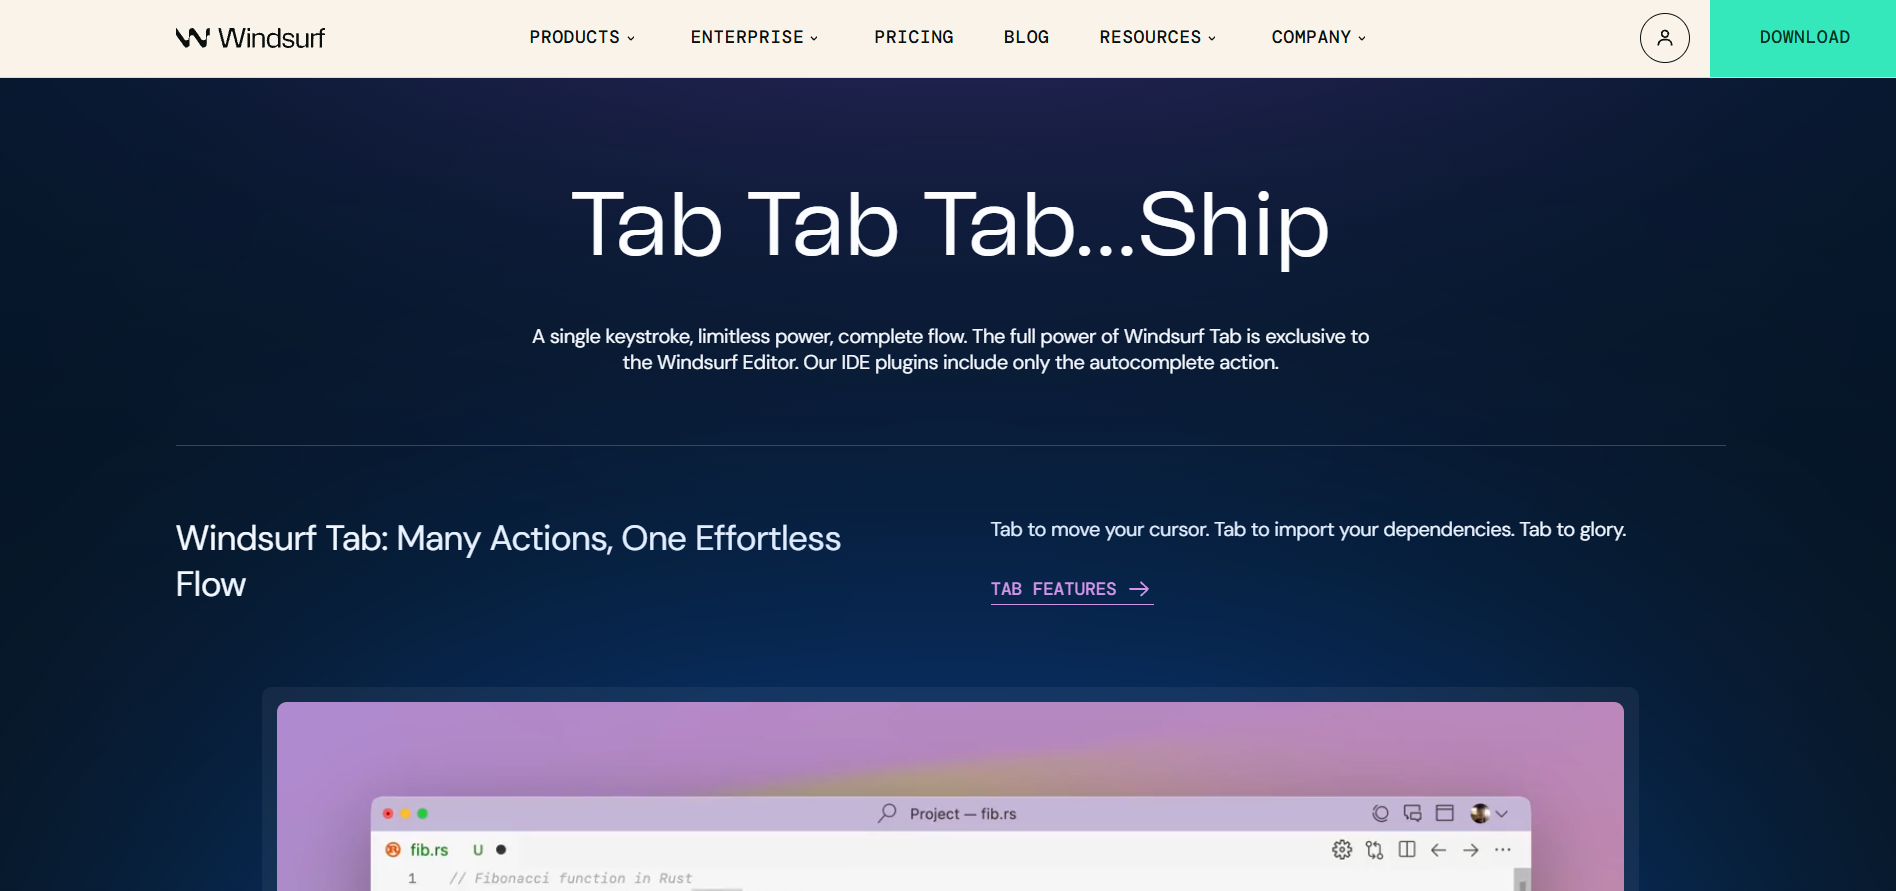 Windsurf
PRODUCTS
ENTERPRISE
PRICING
BLOG
RESOURCES
COMPANY
DOWNLOAD
Tab Tab Tab...Ship
A single keystroke, limitless power, complete flow. The full power of Windsurf Tab is exclusive to
the Windsurf Editor. Our IDE plugins include only the autocomplete action.
Windsurf Tab: Many Actions, One Effortless
Flow
Tab to move your cursor. Tab to import your dependencies. Tab to glory.
TAB FEATURES
Project — fib.rs
fib.rs U
1 // Fibonacci function in Rust